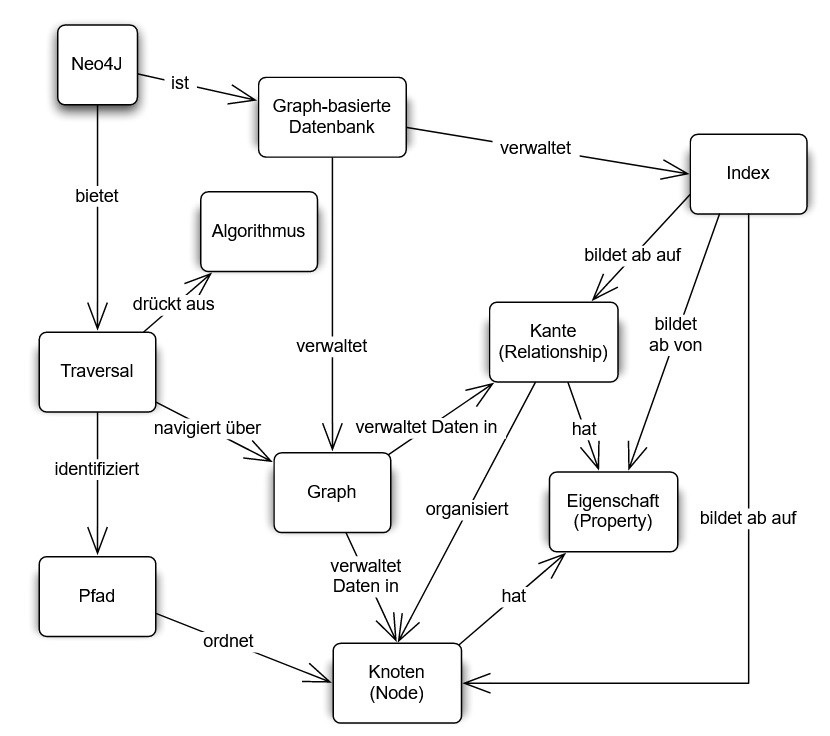 Neo4J
ist
Graph-basierte
Datenbank
verwaltet
Index
bietet
Algorithmus
bildet ab auf
drückt aus
bildet
ab von
Kante
(Relationship)
verwaltet
Traversal
navigiert über
verwaltet Daten in
hat
identifiziert
Graph
organisiert
Eigenschaft
(Property)
bildet ab auf
verwaltet
Daten in
Pfad
hat
ordnet
Knoten
(Node)